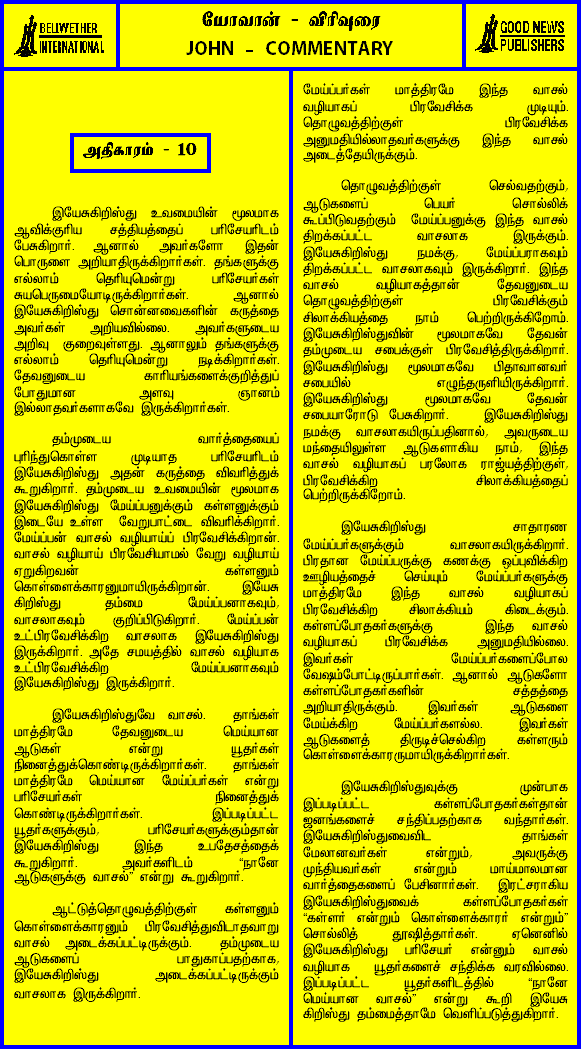 BELWETHER
INTERNATIONAL
யோவான் - விரிவுரை
JOHN - COMMENTARY
GOOD NEWS
PUBLISHERS
அதிகாரம் - 10
இயேசுகிறிஸ்து உவமையின் மூலமாக
ஆவிக்குரிய சத்தியத்தைப் பரிசேயரிடம்
பேசுகிறார். ஆனால் அவர்களோ இதன்
பொருளை அறியாதிருக்கிறார்கள். தங்களுக்கு
எல்லாம் தெரியுமென்று பரிசேயர்கள்
சுயபெருமையோடிருக்கிறார்கள். ஆனால்
இயேசுகிறிஸ்து சொன்னவைகளின் கருத்தை
அவர்கள் அறியவில்லை. அவர்களுடைய
அறிவு குறைவுள்ளது. ஆனாலும் தங்களுக்கு
எல்லாம் தெரியுமென்று நடிக்கிறார்கள்.
தேவனுடைய காரியங்களைக்குறித்துப்
போதுமான அளவு ஞானம்
இல்லாதவர்களாகவே இருக்கிறார்கள்.
தம்முடைய வார்த்தையைப்
புரிந்துகொள்ள முடியாத பரிசேயரிடம்
இயேசுகிறிஸ்து அதன் கருத்தை விவரித்துக்
கூறுகிறார். தம்முடைய உவமையின் மூலமாக
இயேசுகிறிஸ்து மேய்ப்பனுக்கும் கள்ளனுக்கும்
இடையே உள்ள வேறுபாட்டை விவரிக்கிறார்.
மேய்ப்பன் வாசல் வழியாய்ப் பிரவேசிக்கிறான்.
வாசல் வழியாய் பிரவேசியாமல் வேறு வழியாய்
ஏறுகிறவன் கள்ளனும்
கொள்ளைக்காரனுமாயிருக்கிறான். இயேசு
கிறிஸ்து தம்மை மேய்ப்பனாகவும்,
வாசலாகவும் குறிப்பிடுகிறார். மேய்ப்பன்
உட்பிரவேசிக்கிற வாசலாக இயேசுகிறிஸ்து
இருக்கிறார். அதே சமயத்தில் வாசல் வழியாக
உட்பிரவேசிக்கிற மேய்ப்பனாகவும்
இயேசுகிறிஸ்து இருக்கிறார்.
இயேசுகிறிஸ்துவே வாசல். தாங்கள்
மாத்திரமே தேவனுடைய மெய்யான
ஆடுகள் என்று யூதர்கள்
நினைத்துக்கொண்டிருக்கிறார்கள். தாங்கள்
மாத்திரமே மெய்யான மேய்ப்பர்கள் என்று
பரிசேயர்கள் நினைத்துக்
கொண்டிருக்கிறார்கள். இப்படிப்பட்ட
யூதர்களுக்கும், பரிசேயர்களுக்கும்தான்
இயேசுகிறிஸ்து இந்த உபதேசத்தைக்
கூறுகிறார். அவர்களிடம் “நானே
ஆடுகளுக்கு வாசல்” என்று கூறுகிறார்.
ஆட்டுத்தொழுவத்திற்குள் கள்ளனும்
கொள்ளைக்காரனும் பிரவேசித்துவிடாதவாறு
வாசல் அடைக்கப்பட்டிருக்கும். தம்முடைய
ஆடுகளைப் பாதுகாப்பதற்காக,
இயேசுகிறிஸ்து அடைக்கப்பட்டிருக்கும்
வாசலாக இருக்கிறார்.
மேய்ப்பர்கள் மாத்திரமே இந்த வாசல்
வழியாகப் பிரவேசிக்க முடியும்.
தொழுவத்திற்குள் பிரவேசிக்க
அனுமதியில்லாதவர்களுக்கு இந்த வாசல்
அடைத்தேயிருக்கும்.
தொழுவத்திற்குள் செல்வதற்கும்,
ஆடுகளைப் பெயர் சொல்லிக்
கூப்பிடுவதற்கும் மேய்ப்பனுக்கு இந்த வாசல்
திறக்கப்பட்ட வாசலாக இருக்கும்.
இயேசுகிறிஸ்து நமக்கு, மேய்ப்பராகவும்
திறக்கப்பட்ட வாசலாகவும் இருக்கிறார். இந்த
வாசல் வழியாகத்தான் தேவனுடைய
தொழுவத்திற்குள் பிரவேசிக்கும்
சிலாக்கியத்தை நாம் பெற்றிருக்கிறோம்.
இயேசுகிறிஸ்துவின் மூலமாகவே தேவன்
தம்முடைய சபைக்குள் பிரவேசித்திருக்கிறார்.
இயேசுகிறிஸ்து மூலமாகவே பிதாவானவர்
சபையில் எழுந்தருளியிருக்கிறார்.
இயேசுகிறிஸ்து மூலமாகவே தேவன்
சபையாரோடு பேசுகிறார். இயேசுகிறிஸ்து
நமக்கு வாசலாகயிருப்பதினால், அவருடைய
மந்தையிலுள்ள ஆடுகளாகிய நாம், இந்த
வாசல் வழியாகப் பரலோக ராஜ்யத்திற்குள்,
பிரவேசிக்கிற சிலாக்கியத்தைப்
பெற்றிருக்கிறோம்.
இயேசுகிறிஸ்து சாதாரண
மேய்ப்பர்களுக்கும் வாசலாகயிருக்கிறார்.
பிரதான மேய்ப்பருக்கு கணக்கு ஒப்புவிக்கிற
ஊழியத்தைச் செய்யும் மேய்ப்பர்களுக்கு
மாத்திரமே இந்த வாசல் வழியாகப்
பிரவேசிக்கிற சிலாக்கியம் கிடைக்கும்.
கள்ளப்போதகர்களுக்கு இந்த வாசல்
வழியாகப் பிரவேசிக்க அனுமதியில்லை.
இவர்கள் மேய்ப்பர்களைப்போல
வேஷம்போட்டிருப்பார்கள். ஆனால் ஆடுகளோ
கள்ளப்போதகர்களின் சத்தத்தை
அறியாதிருக்கும். இவர்கள் ஆடுகளை
மேய்க்கிற மேய்ப்பர்களல்ல. இவர்கள்
ஆடுகளைத் திருடிச்செல்கிற கள்ளரும்
கொள்ளைக்காரருமாயிருக்கிறார்கள்.
இயேசுகிறிஸ்துவுக்கு முன்பாக
இப்படிப்பட்ட கள்ளப்போதகர்கள்தான்
ஜனங்களைச் சந்திப்பதற்காக வந்தார்கள்.
இயேசுகிறிஸ்துவைவிட தாங்கள்
மேலானவர்கள் என்றும், அவருக்கு
முந்தியவர்கள் என்றும் மாய்மாலமான
வார்த்தைகளைப் பேசினார்கள். இரட்சராகிய
இயேசுகிறிஸ்துவைக் கள்ளப்போதகர்கள்
“கள்ளர் என்றும் கொள்ளைக்காரர் என்றும்”
சொல்லித் தூஷித்தார்கள். ஏனெனில்
இயேசுகிறிஸ்து பரிசேயர் என்னும் வாசல்
வழியாக யூதர்களைச் சந்திக்க வரவில்லை.
இப்படிப்பட்ட யூதர்களிடத்தில் “நானே
மெய்யான வாசல்” என்று கூறி இயேசு
கிறிஸ்து தம்மைத்தாமே வெளிப்படுத்துகிறார்.